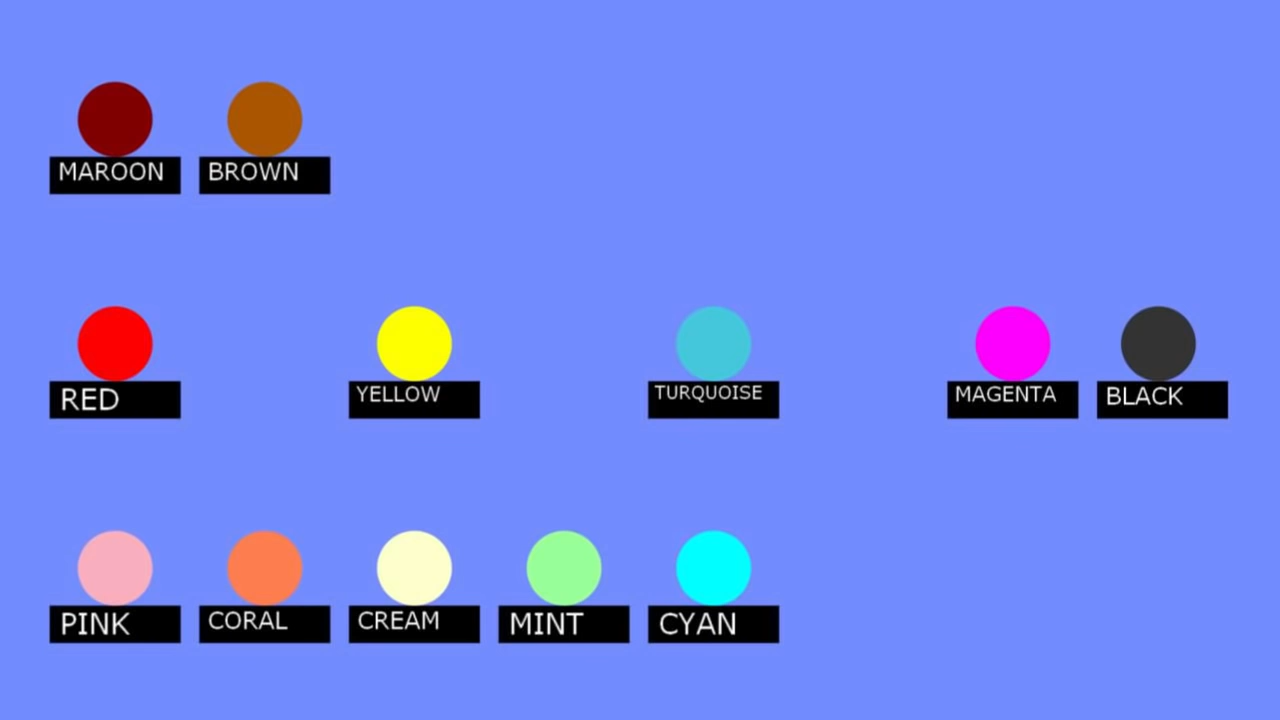 MAROON BROWN
RED YELLOW TURQUOISE MAGENTA BLACK
PINK CORAL CREAM MINT CYAN